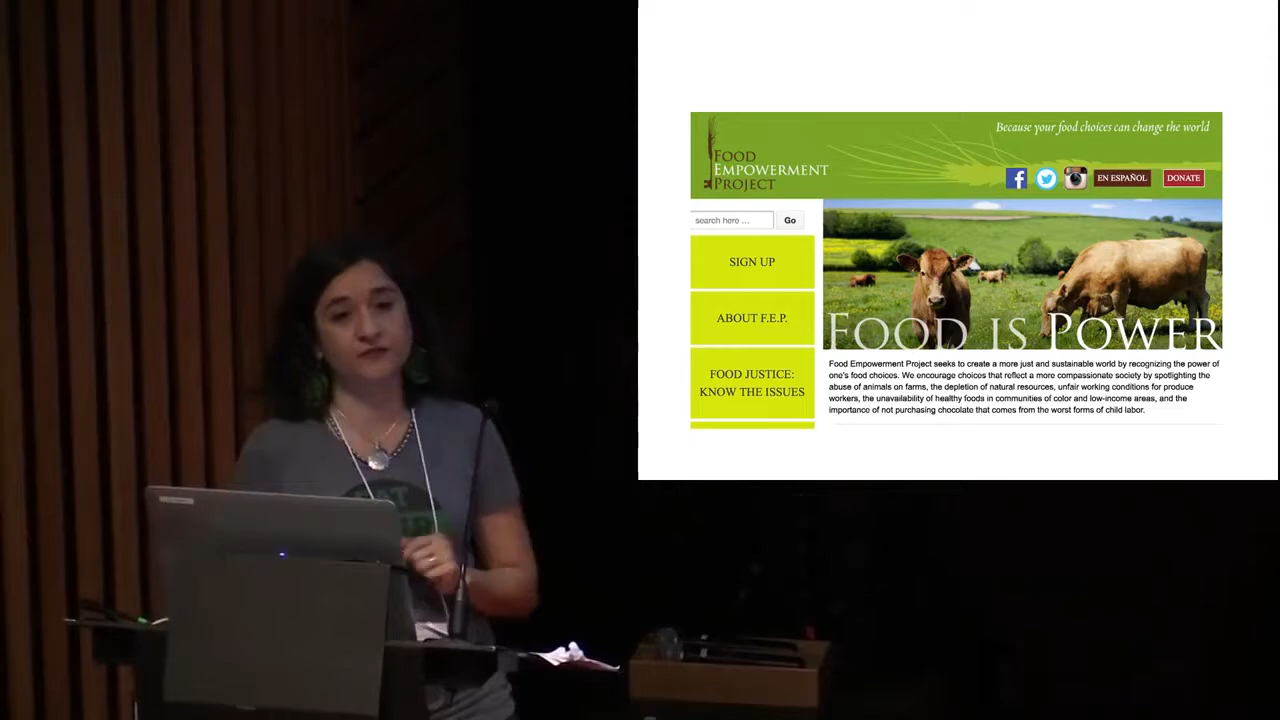 Because your food choices can change the world
FOOD
EMPOWERMENT
PROJECT
EN ESPAÑOL
DONATE
search here ...
Go
SIGN UP
ABOUT F.E.P.
FOOD JUSTICE:
KNOW THE ISSUES
FOOD IS POWER
Food Empowerment Project seeks to create a more just and sustainable world by recognizing the power of
one's food choices. We encourage choices that reflect a more compassionate society by spotlighting the
abuse of animals on farms, the depletion of natural resources, unfair working conditions for produce
workers, the unavailability of healthy foods in communities of color and low-income areas, and the
importance of not purchasing chocolate that comes from the worst forms of child labor.